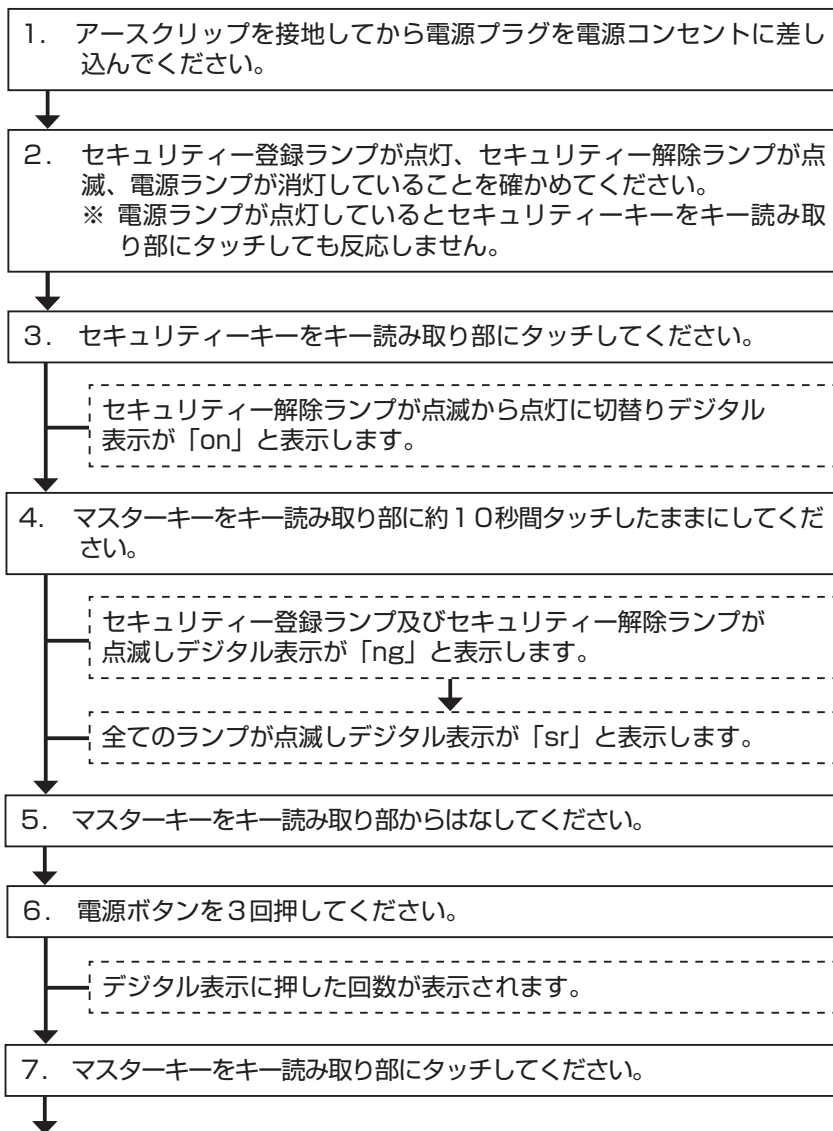 1. アースクリップを接地してから電源プラグを電源コンセントに差し
込んでください。
2. セキュリティー登録ランプが点灯、セキュリティー解除ランプが点
滅、電源ランプが消灯していることを確かめてください。
※ 電源ランプが点灯しているとセキュリティーキーをキー読み取
り部にタッチしても反応しません。
3. セキュリティーキーをキー読み取り部にタッチしてください。
セキュリティー解除ランプが点滅から点灯に切替りデジタル
表示が「on」と表示します。
4. マスターキーをキー読み取り部に約10秒間タッチしたままにしてくだ
さい。
セキュリティー登録ランプ及びセキュリティー解除ランプが
点滅しデジタル表示が「ng」と表示します。
全てのランプが点滅しデジタル表示が「sr」と表示します。
5. マスターキーをキー読み取り部からはなしてください。
6. 電源ボタンを3回押してください。
デジタル表示に押した回数が表示されます。
7. マスターキーをキー読み取り部にタッチしてください。